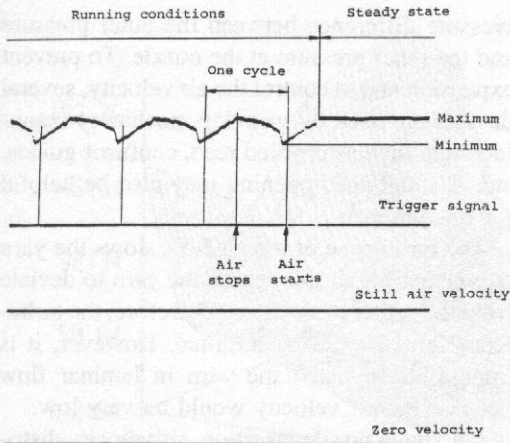 Running conditions
Steady state
One cycle
Maximum
Minimum
Trigger signal
Air stops
Air starts
Still air velocity
Zero velocity